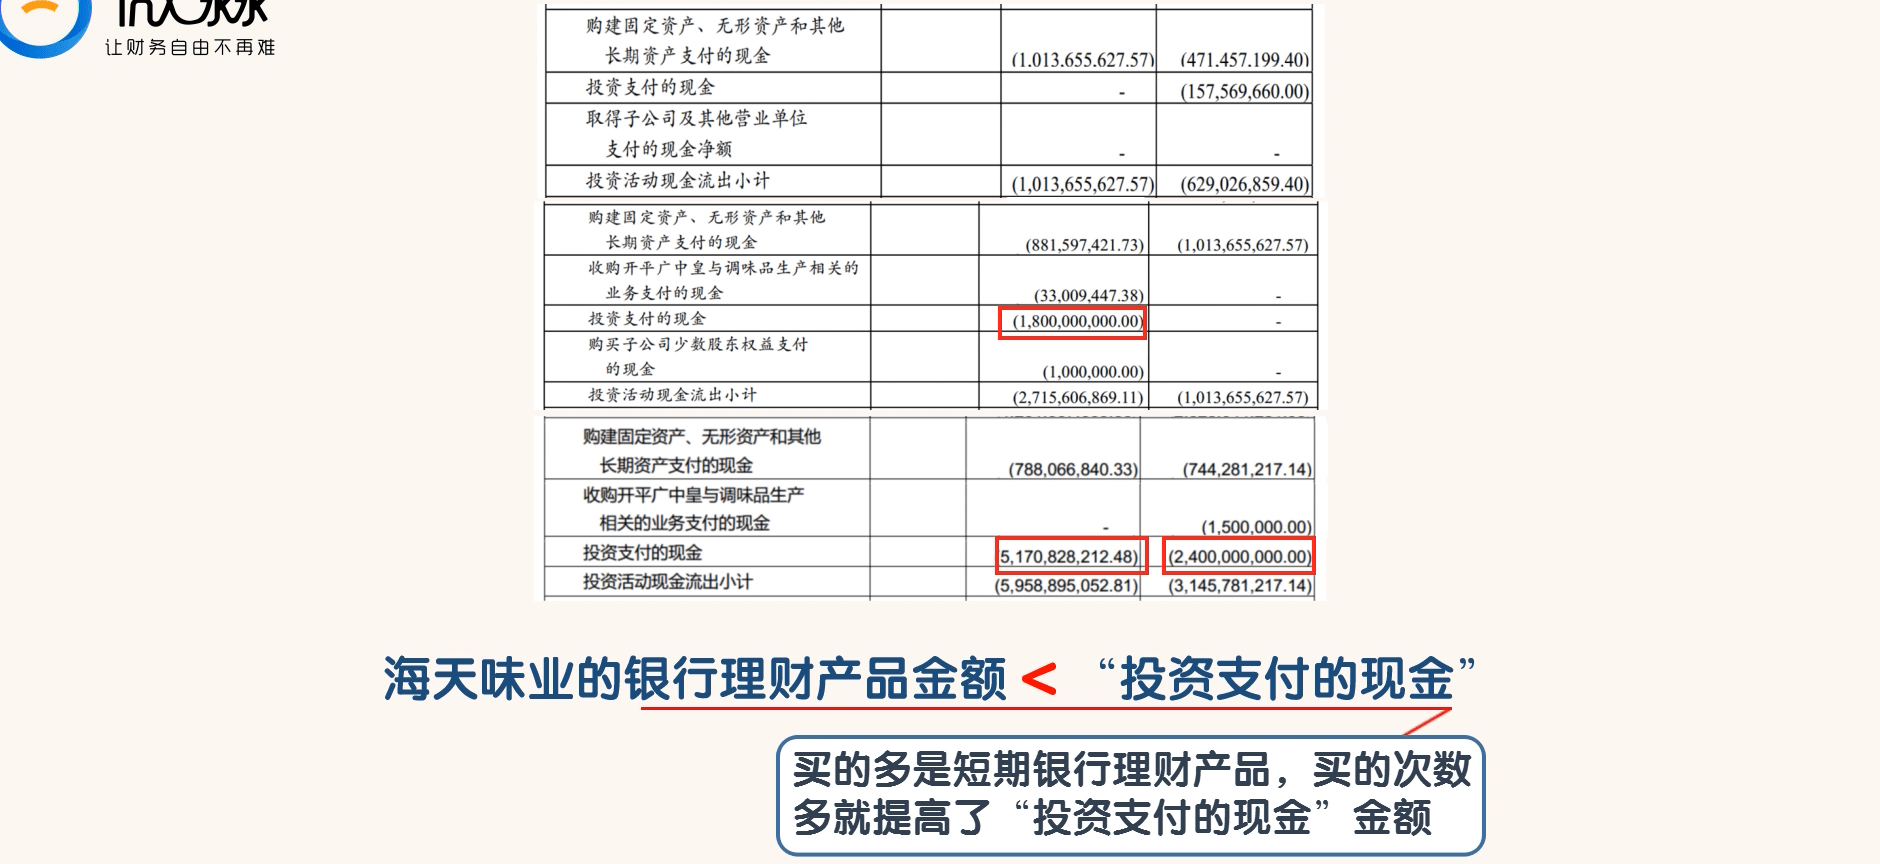 让财务自由不再难
购建固定资产、无形资产和其他
长期资产支付的现金 (1,013,655,627.57) (471,457,199.40)
投资支付的现金 - (157,569,660.00)
取得子公司及其他营业单位
支付的现金净额 - -
投资活动现金流出小计 (1,013,655,627.57) (629,026,859.40)
购建固定资产、无形资产和其他
长期资产支付的现金 (881,597,421.73) (1,013,655,627.57)
收购开平广中皇与调味品生产相关的
业务支付的现金 (33,009,447.38) -
投资支付的现金 (1,800,000,000.00) -
购买子公司少数股东权益支付
的现金 (1,000,000.00) -
投资活动现金流出小计 (2,715,606,869.11) (1,013,655,627.57)
购建固定资产、无形资产和其他
长期资产支付的现金 (788,066,840.33) (744,281,217.14)
收购开平广中皇与调味品生产
相关的业务支付的现金 - (1,500,000.00)
投资支付的现金 5,170,828,212.48) (2,400,000,000.00)
投资活动现金流出小计 (5,958,895,052.81) (3,145,781,217.14)
海天味业的银行理财产品金额 < “投资支付的现金”
买的多是短期银行理财产品，买的次数
多就提高了“投资支付的现金”金额